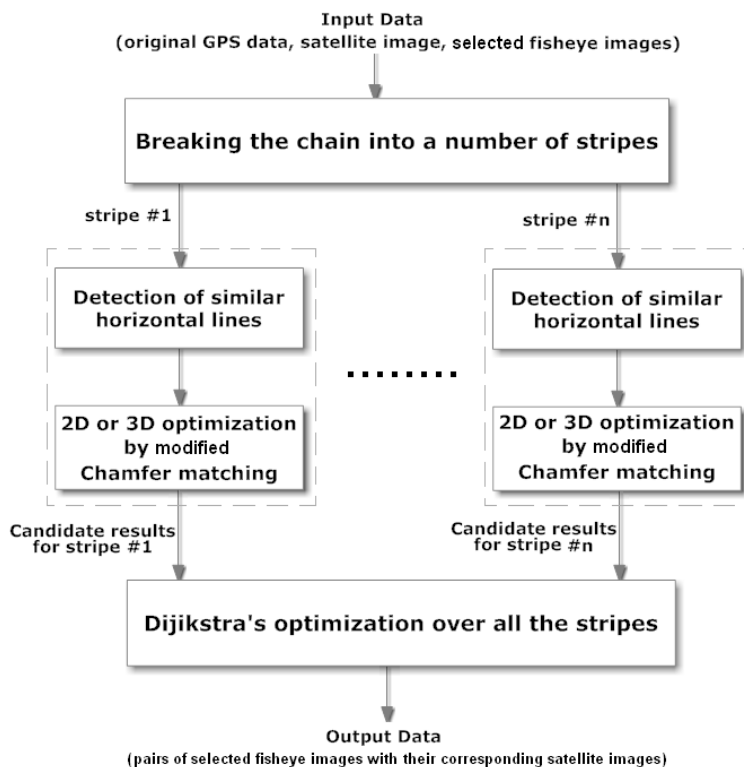 Input Data
(original GPS data, satellite image, selected fisheye images)
Breaking the chain into a number of stripes
stripe #1
stripe #n
Detection of similar
horizontal lines
Detection of similar
horizontal lines
2D or 3D optimization
by modified
Chamfer matching
2D or 3D optimization
by modified
Chamfer matching
Candidate results
for stripe #1
Candidate results
for stripe #n
Dijikstra's optimization over all the stripes
Output Data
(pairs of selected fisheye images with their corresponding satellite images)